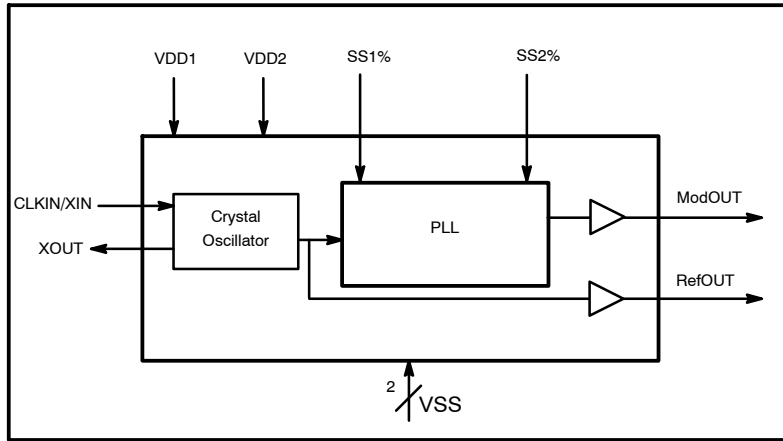 VDD1
VDD2
SS1%
SS2%
CLKIN/XIN
XOUT
Crystal
Oscillator
PLL
ModOUT
RefOUT
2
VSS